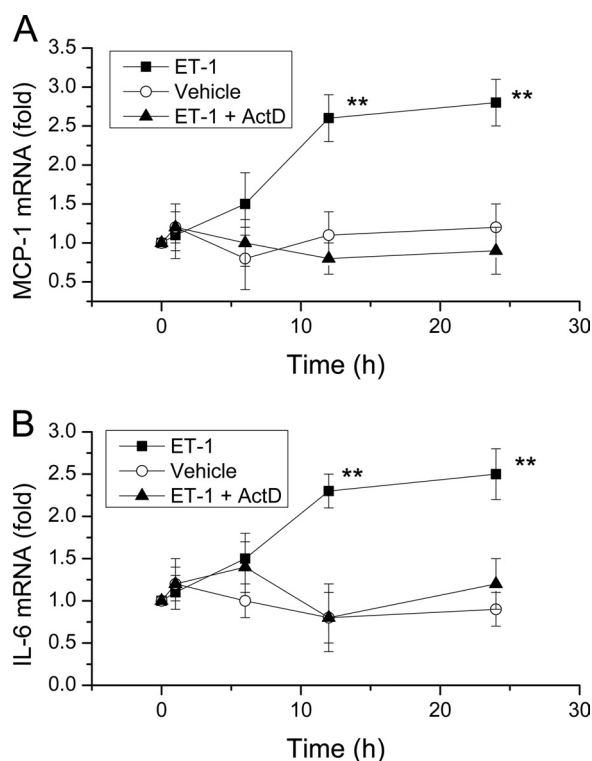 A
MCP-1 mRNA (fold)
3.5
3.0
2.5
2.0
1.5
1.0
0.5
ET-1
Vehicle
ET-1 + ActD
**
**
0
10
20
30
Time (h)
B
IL-6 mRNA (fold)
3.0
2.5
2.0
1.5
1.0
0.5
0.0
ET-1
Vehicle
ET-1 + ActD
**
**
0
10
20
30
Time (h)